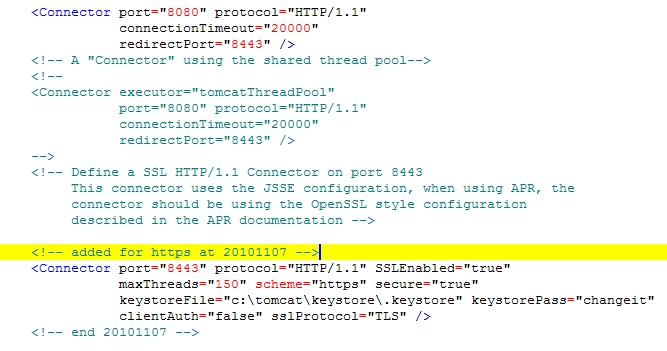 <Connector port="8080" protocol="HTTP/1.1"
connectionTimeout="20000"
redirectPort="8443" />
<!-- A "Connector" using the shared thread pool-->
<!--
<Connector executor="tomcatThreadPool"
port="8080" protocol="HTTP/1.1"
connectionTimeout="20000"
redirectPort="8443" />
-->
<!-- Define a SSL HTTP/1.1 Connector on port 8443
This connector uses the JSSE configuration, when using APR, the
connector should be using the OpenSSL style configuration
described in the APR documentation -->
<!-- added for https at 20101107 -->
<Connector port="8443" protocol="HTTP/1.1" SSLEnabled="true"
maxThreads="150" scheme="https" secure="true"
keystoreFile="c:\tomcat\keystore\.keystore" keystorePass="changeit"
clientAuth="false" sslProtocol="TLS" />
<!-- end 20101107 -->